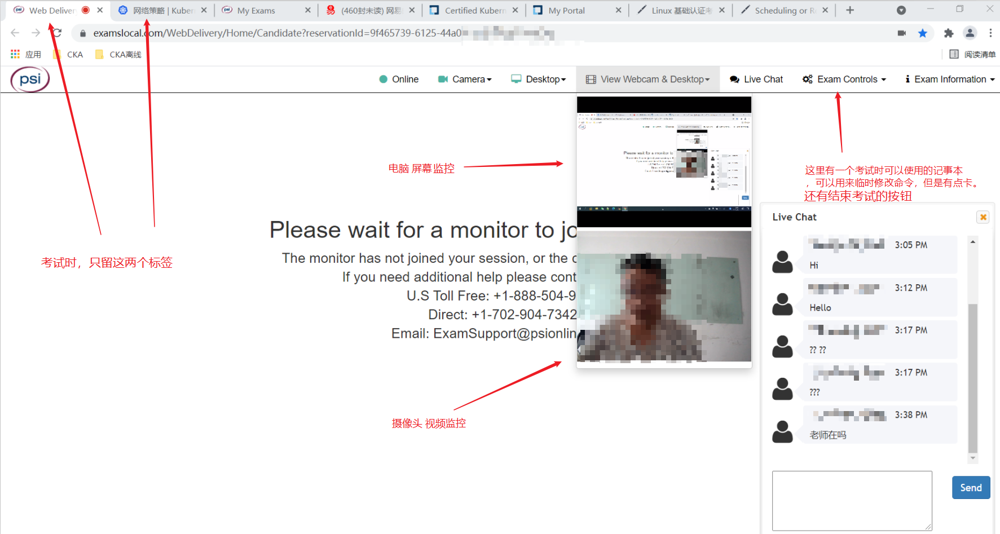 Web Deliver
网络策略 | Kuber
My Exams
(460封未读) 网易
Certified Kubern
My Portal
Linux 基础认证考
Scheduling or R
examslocal.com/WebDelivery/Home/Candidate?reservationId=9f465739-6125-44a0
应用
CKA
CKA离线
阅读清单
psi
Online
Camera
Desktop
View Webcam & Desktop
Live Chat
Exam Controls
Exam Information
电脑 屏幕监控
这里有一个考试时可以使用的记事本
，可以用来临时修改命令，但是有点卡。
还有结束考试的按钮
考试时，只留这两个标签
Please wait for a monitor to jo
The monitor has not joined your session, or the c
If you need additional help please cont
U.S Toll Free: +1-888-504-9
Direct: +1-702-904-7342
Email: ExamSupport@psionlin
Please wait for a monitor to
摄像头 视频监控
Live Chat
3:05 PM
Hi
3:12 PM
Hello
3:17 PM
?? ??
3:17 PM
???
3:38 PM
老师在吗
Send